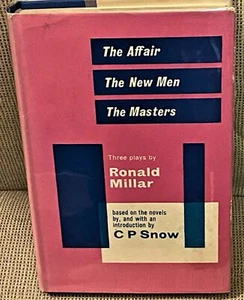 The Affair
The New Men
The Masters
Three plays by
Ronald
Millar
based on the novels
by, and with an
introduction by
C P Snow